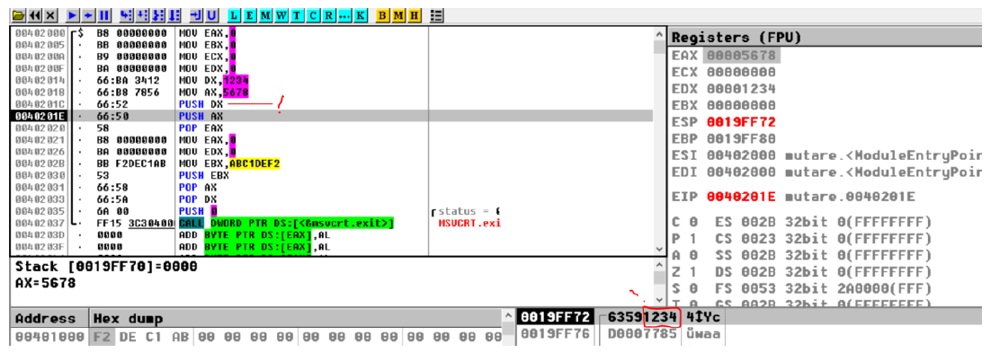 L E M W T C R ... K B M H
00402000 $ B8 00000000 MOV EAX,0
00402005 · BB 00000000 MOV EBX,0
0040200A · B9 00000000 MOV ECX,0
0040200F · BA 00000000 MOV EDX,0
00402014 · 66:BA 3412 MOV DX,1234
00402018 · 66:B8 7856 MOV AX,5678
0040201C · 66:52 PUSH DX
0040201E · 66:50 PUSH AX
00402020 · 58 POP EAX
00402021 · B8 00000000 MOV EAX,0
00402026 · BA 00000000 MOV EDX,0
0040202B · BB F2DEC1AB MOV EBX,ABC1DEF2
00402030 · 53 PUSH EBX
00402031 · 66:58 POP AX
00402033 · 66:5A POP DX
00402035 · 6A 00 PUSH 0 status =
00402037 · FF15 3C304000 CALL DWORD PTR DS:[<&msvcrt.exit>] MSVCRT.exi
0040203D · 0000 ADD BYTE PTR DS:[EAX],AL
0040203F · 0000 ADD BYTE PTR DS:[EAX],AL
Stack [0019FF70]=0000
AX=5678
Registers (FPU)
EAX 00005678
ECX 00000000
EDX 00001234
EBX 00000000
ESP 0019FF72
EBP 0019FF80
ESI 00402000 mutare.<ModuleEntryPoin
EDI 00402000 mutare.<ModuleEntryPoin
EIP 0040201E mutare.0040201E
C 0 ES 002B 32bit 0(FFFFFFFF)
P 1 CS 0023 32bit 0(FFFFFFFF)
A 0 SS 002B 32bit 0(FFFFFFFF)
Z 1 DS 002B 32bit 0(FFFFFFFF)
S 0 FS 0053 32bit 2A0000(FFF)
T 0 GS 002B 32bit 0(FFFFFFFF)
Address Hex dump
00401000 F2 DE C1 AB 00 00 00 00 00 00 00 00 00 00 00 00
0019FF72 63591234 4‡Yc
0019FF76 D0007785 ůwaa